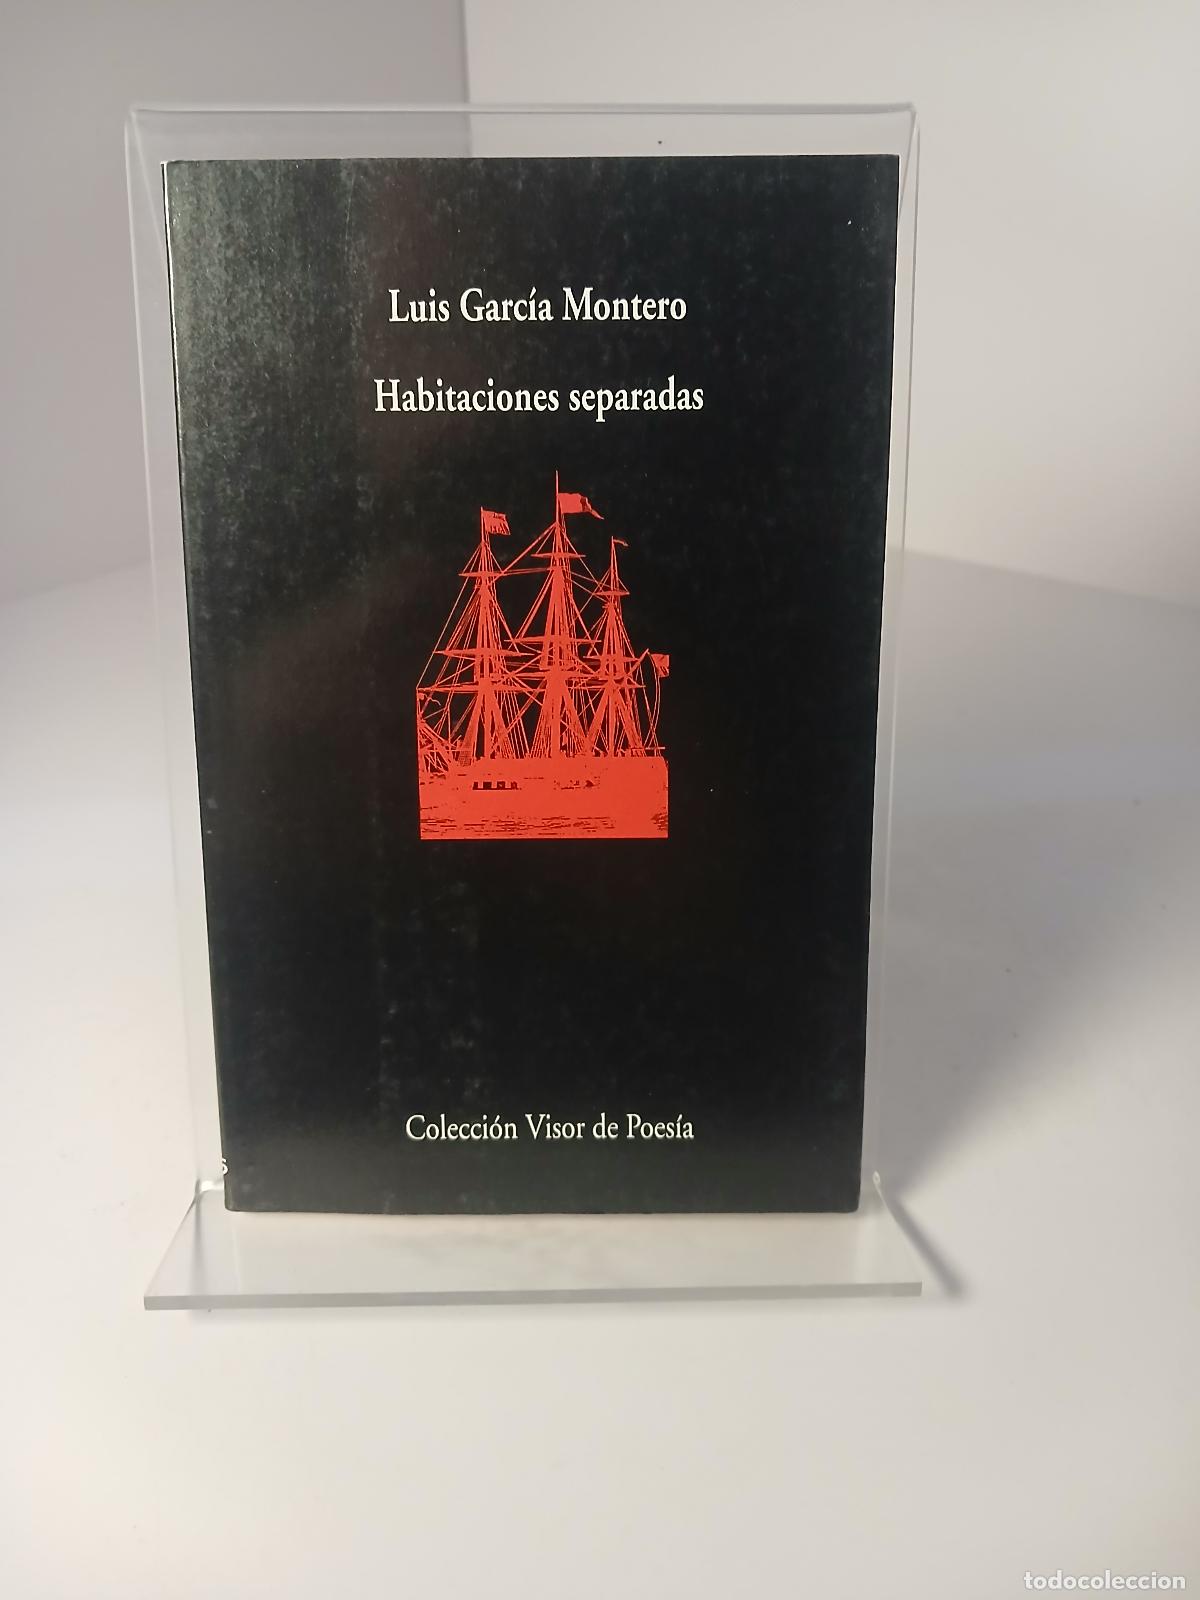 Luis García Montero
Habitaciones separadas
Colección Visor de Poesía
todocoleccion